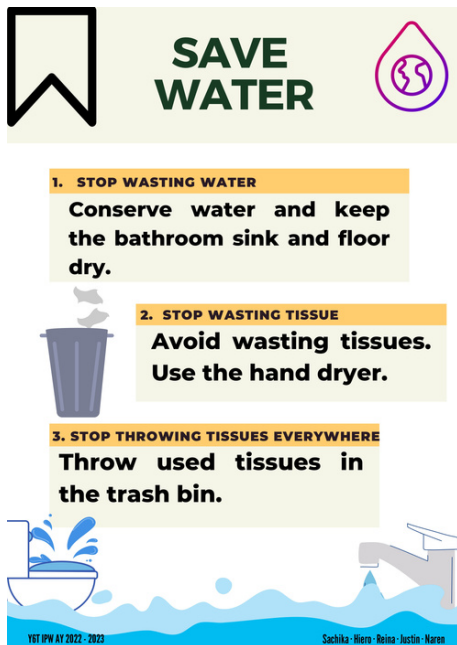 SAVE
WATER
1. STOP WASTING WATER
Conserve water and keep
the bathroom sink and floor
dry.
2. STOP WASTING TISSUE
Avoid wasting tissues.
Use the hand dryer.
3. STOP THROWING TISSUES EVERYWHERE
Throw used tissues in
the trash bin.
Y6T IPW AY 2022 - 2023
Sachika · Hiero · Reina · Justin · Naren